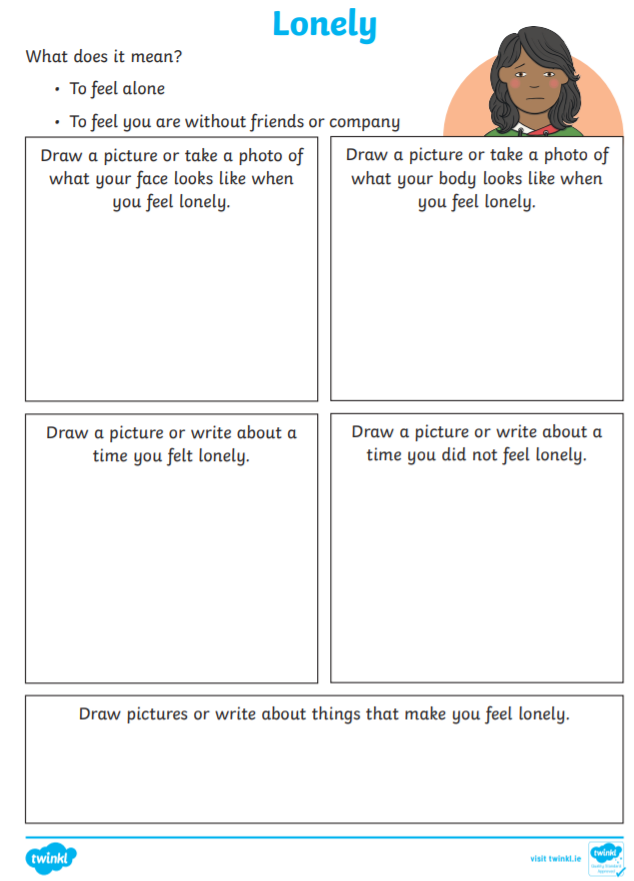 Lonely
What does it mean?
• To feel alone
• To feel you are without friends or company
Draw a picture or take a photo of
what your face looks like when
you feel lonely.
Draw a picture or take a photo of
what your body looks like when
you feel lonely.
Draw a picture or write about a
time you felt lonely.
Draw a picture or write about a
time you did not feel lonely.
Draw pictures or write about things that make you feel lonely.
twinkl
visit twinkl.ie
twinkl
Quality Standard
Approved